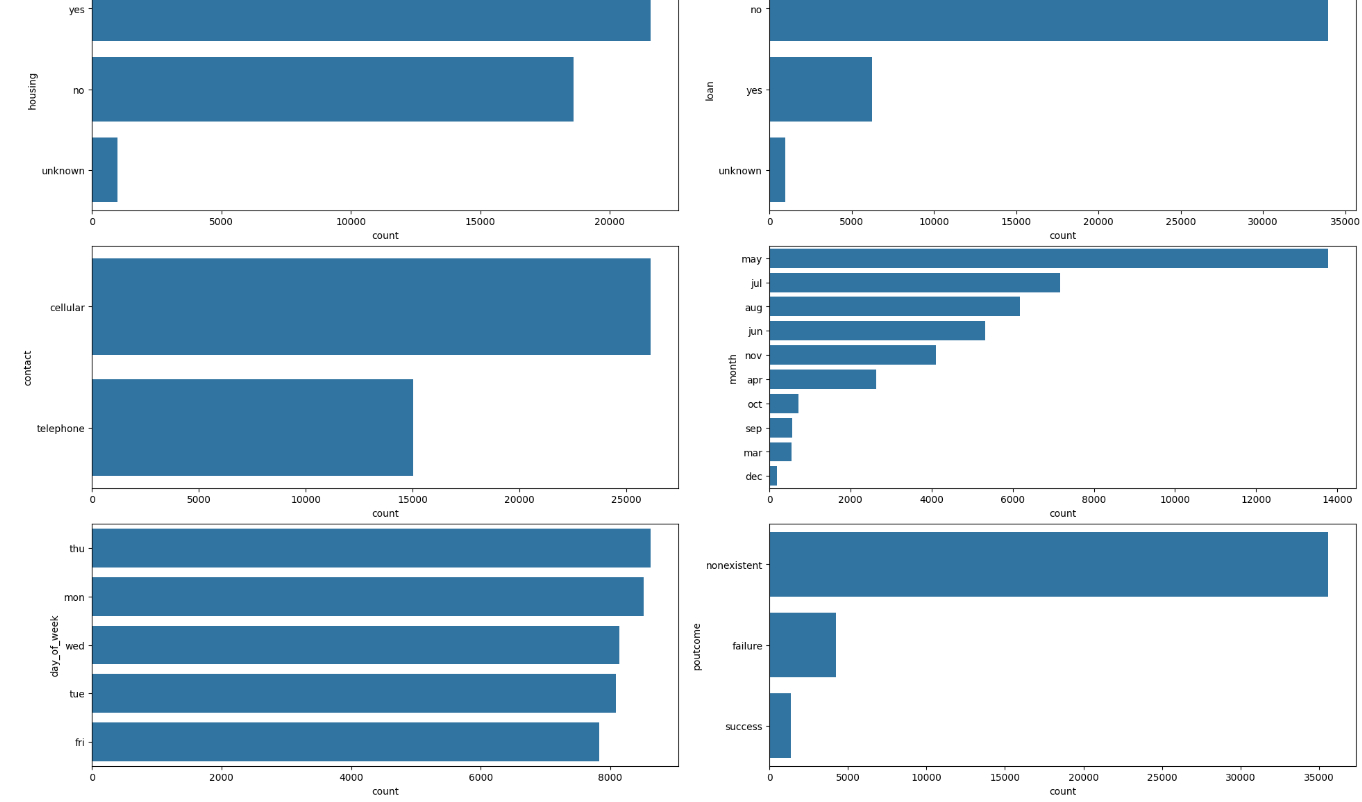 yes
no
unknown
housing
0 5000 10000 15000 20000
count
no
yes
unknown
loan
0 5000 10000 15000 20000 25000 30000 35000
count
cellular
telephone
contact
0 5000 10000 15000 20000 25000
count
may
jul
aug
jun
nov
apr
oct
sep
mar
dec
month
0 2000 4000 6000 8000 10000 12000 14000
count
thu
mon
wed
tue
fri
day_of_week
0 2000 4000 6000 8000
count
nonexistent
failure
success
poutcome
0 5000 10000 15000 20000 25000 30000 35000
count